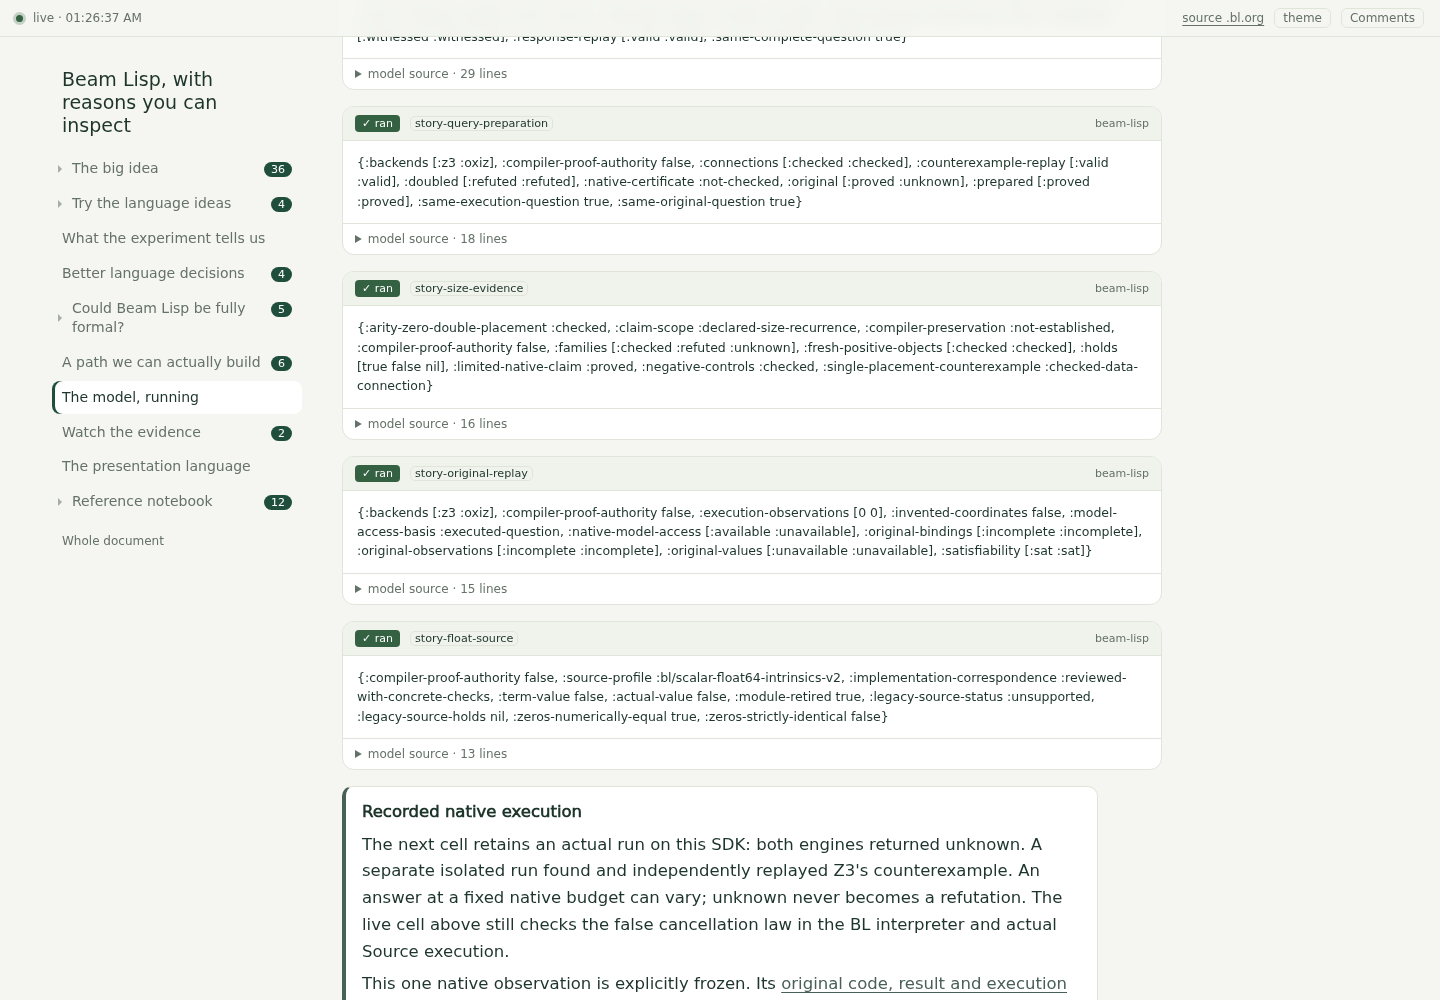 live · 01:26:37 AM
source .bl.org
theme
Comments
Beam Lisp, with
reasons you can
inspect
The big idea 36
Try the language ideas 4
What the experiment tells us
Better language decisions 4
Could Beam Lisp be fully
formal? 5
A path we can actually build 6
The model, running
Watch the evidence 2
The presentation language
Reference notebook 12
Whole document
[:witnessed :witnessed], :response-replay [:valid :valid], :same-complete-question true}
▶ model source · 29 lines
✓ ran story-query-preparation beam-lisp
{:backends [:z3 :oxiz], :compiler-proof-authority false, :connections [:checked :checked], :counterexample-replay [:valid
:valid], :doubled [:refuted :refuted], :native-certificate :not-checked, :original [:proved :unknown], :prepared [:proved
:proved], :same-execution-question true, :same-original-question true}
▶ model source · 18 lines
✓ ran story-size-evidence beam-lisp
{:arity-zero-double-placement :checked, :claim-scope :declared-size-recurrence, :compiler-preservation :not-established,
:compiler-proof-authority false, :families [:checked :refuted :unknown], :fresh-positive-objects [:checked :checked], :holds
[true false nil], :limited-native-claim :proved, :negative-controls :checked, :single-placement-counterexample :checked-data-
connection}
▶ model source · 16 lines
✓ ran story-original-replay beam-lisp
{:backends [:z3 :oxiz], :compiler-proof-authority false, :execution-observations [0 0], :invented-coordinates false, :model-
access-basis :executed-question, :native-model-access [:available :unavailable], :original-bindings [:incomplete :incomplete],
:original-observations [:incomplete :incomplete], :original-values [:unavailable :unavailable], :satisfiability [:sat :sat]}
▶ model source · 15 lines
✓ ran story-float-source beam-lisp
{:compiler-proof-authority false, :source-profile :bl/scalar-float64-intrinsics-v2, :implementation-correspondence :reviewed-
with-concrete-checks, :term-value false, :actual-value false, :module-retired true, :legacy-source-status :unsupported,
:legacy-source-holds nil, :zeros-numerically-equal true, :zeros-strictly-identical false}
▶ model source · 13 lines
Recorded native execution
The next cell retains an actual run on this SDK: both engines returned unknown. A
separate isolated run found and independently replayed Z3's counterexample. An
answer at a fixed native budget can vary; unknown never becomes a refutation. The
live cell above still checks the false cancellation law in the BL interpreter and actual
Source execution.
This one native observation is explicitly frozen. Its original code, result and execution